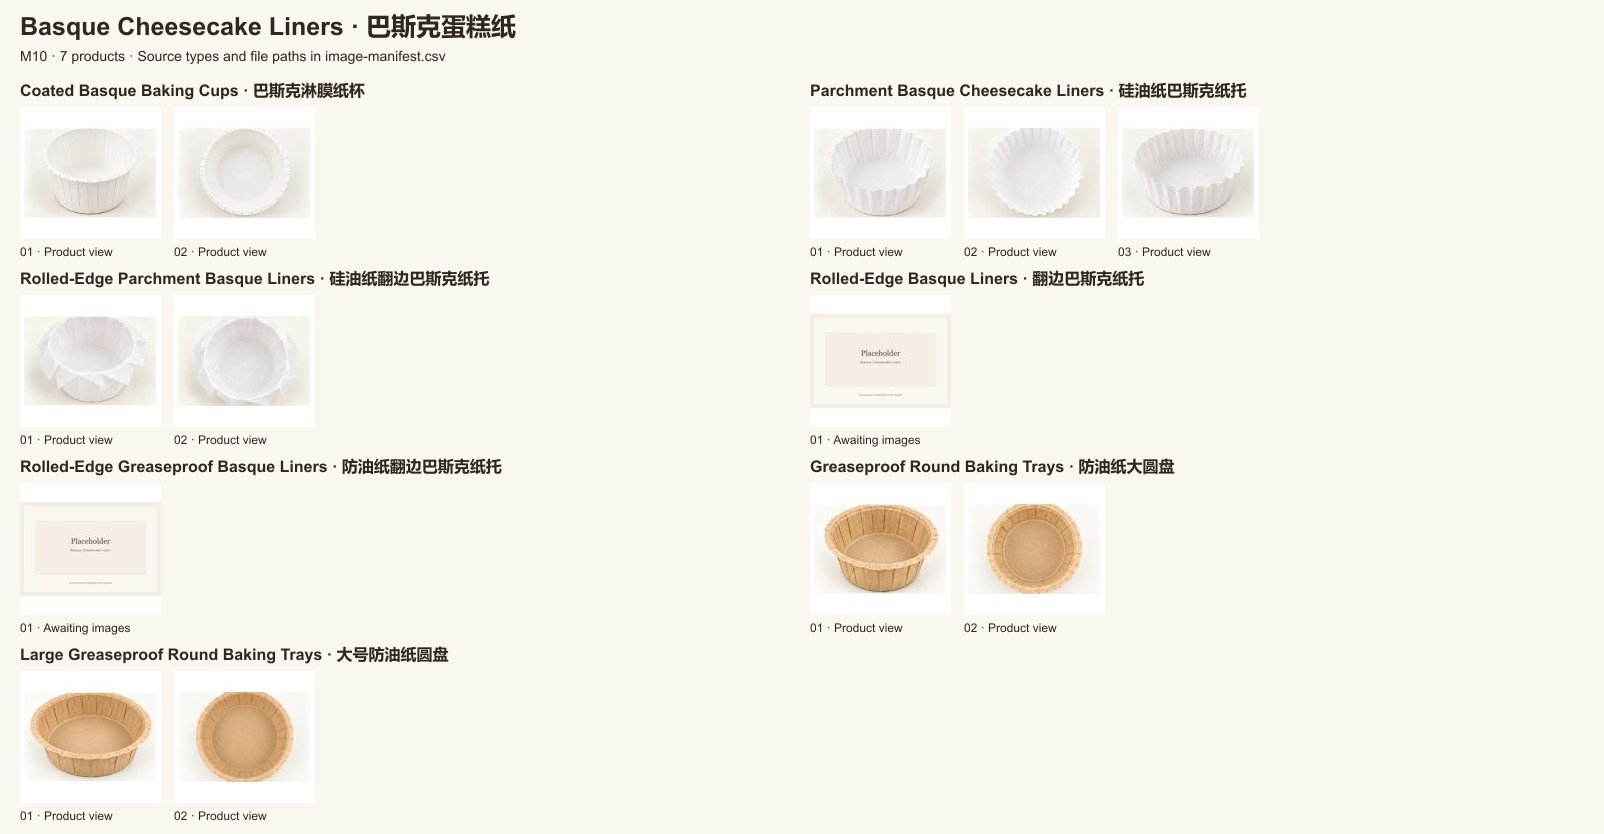 Basque Cheesecake Liners · 巴斯克蛋糕纸
M10 · 7 products · Source types and file paths in image-manifest.csv
Coated Basque Baking Cups · 巴斯克淋膜纸杯
01 · Product view
02 · Product view
Parchment Basque Cheesecake Liners · 硅油纸巴斯克纸托
01 · Product view
02 · Product view
03 · Product view
Rolled-Edge Parchment Basque Liners · 硅油纸翻边巴斯克纸托
01 · Product view
02 · Product view
Rolled-Edge Basque Liners · 翻边巴斯克纸托
Placeholder
Basque Cheesecake Liners
01 · Awaiting images
Rolled-Edge Greaseproof Basque Liners · 防油纸翻边巴斯克纸托
Placeholder
Basque Cheesecake Liners
01 · Awaiting images
Greaseproof Round Baking Trays · 防油纸大圆盘
01 · Product view
02 · Product view
Large Greaseproof Round Baking Trays · 大号防油纸圆盘
01 · Product view
02 · Product view